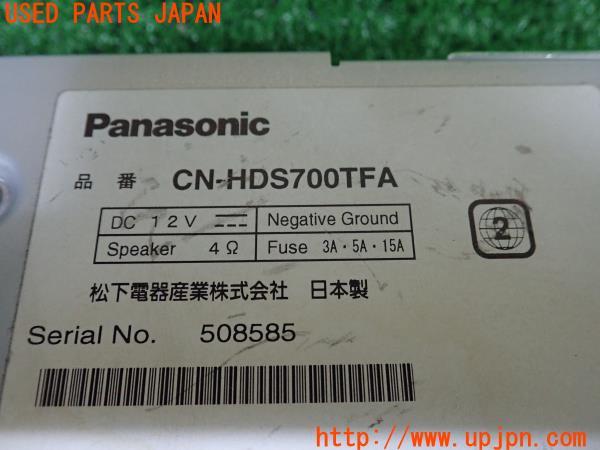 USED PARTS JAPAN
Panasonic
品 番 CN-HDS700TFA
DC 12V Negative Ground
Speaker 4Ω Fuse 3A・5A・15A
2
松下電器産業株式会社 日本製
Serial No. 508585
http://www.upjpn.com